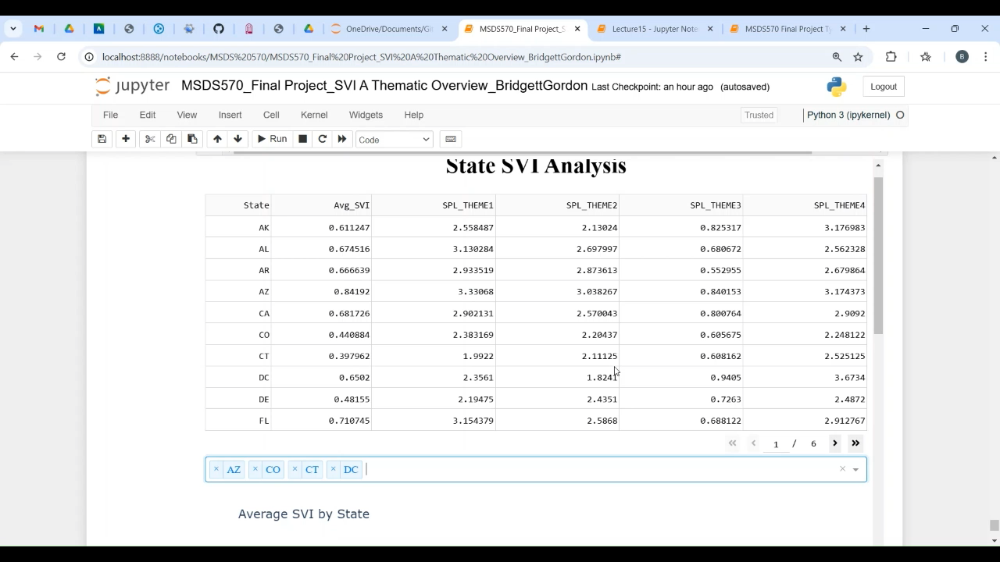 OneDrive/Documents/Gi
MSDS570_Final Project_S
Lecture15 - Jupyter Note
MSDS570 Final Project T
localhost:8888/notebooks/MSDS%20570/MSDS570_Final%20Project_SVI%20A%20Thematic%20Overview_BridgettGordon.ipynb#
B
jupyter MSDS570_Final Project_SVI A Thematic Overview_BridgettGordon Last Checkpoint: an hour ago (autosaved)
Logout
File Edit View Insert Cell Kernel Widgets Help
Trusted Python 3 (ipykernel)
Run Code
State SVI Analysis
State Avg_SVI SPL_THEME1 SPL_THEME2 SPL_THEME3 SPL_THEME4
AK 0.611247 2.558487 2.13024 0.825317 3.176983
AL 0.674516 3.130284 2.697997 0.680672 2.562328
AR 0.666639 2.933519 2.873613 0.552955 2.679864
AZ 0.84192 3.33068 3.038267 0.840153 3.174373
CA 0.681726 2.902131 2.570043 0.800764 2.9092
CO 0.440884 2.383169 2.20437 0.605675 2.248122
CT 0.397962 1.9922 2.11125 0.608162 2.525125
DC 0.6502 2.3561 1.8241 0.9405 3.6734
DE 0.48155 2.19475 2.4351 0.7263 2.4872
FL 0.710745 3.154379 2.5868 0.688122 2.912767
« ‹ 1 / 6 › »
× AZ × CO × CT × DC ×
Average SVI by State